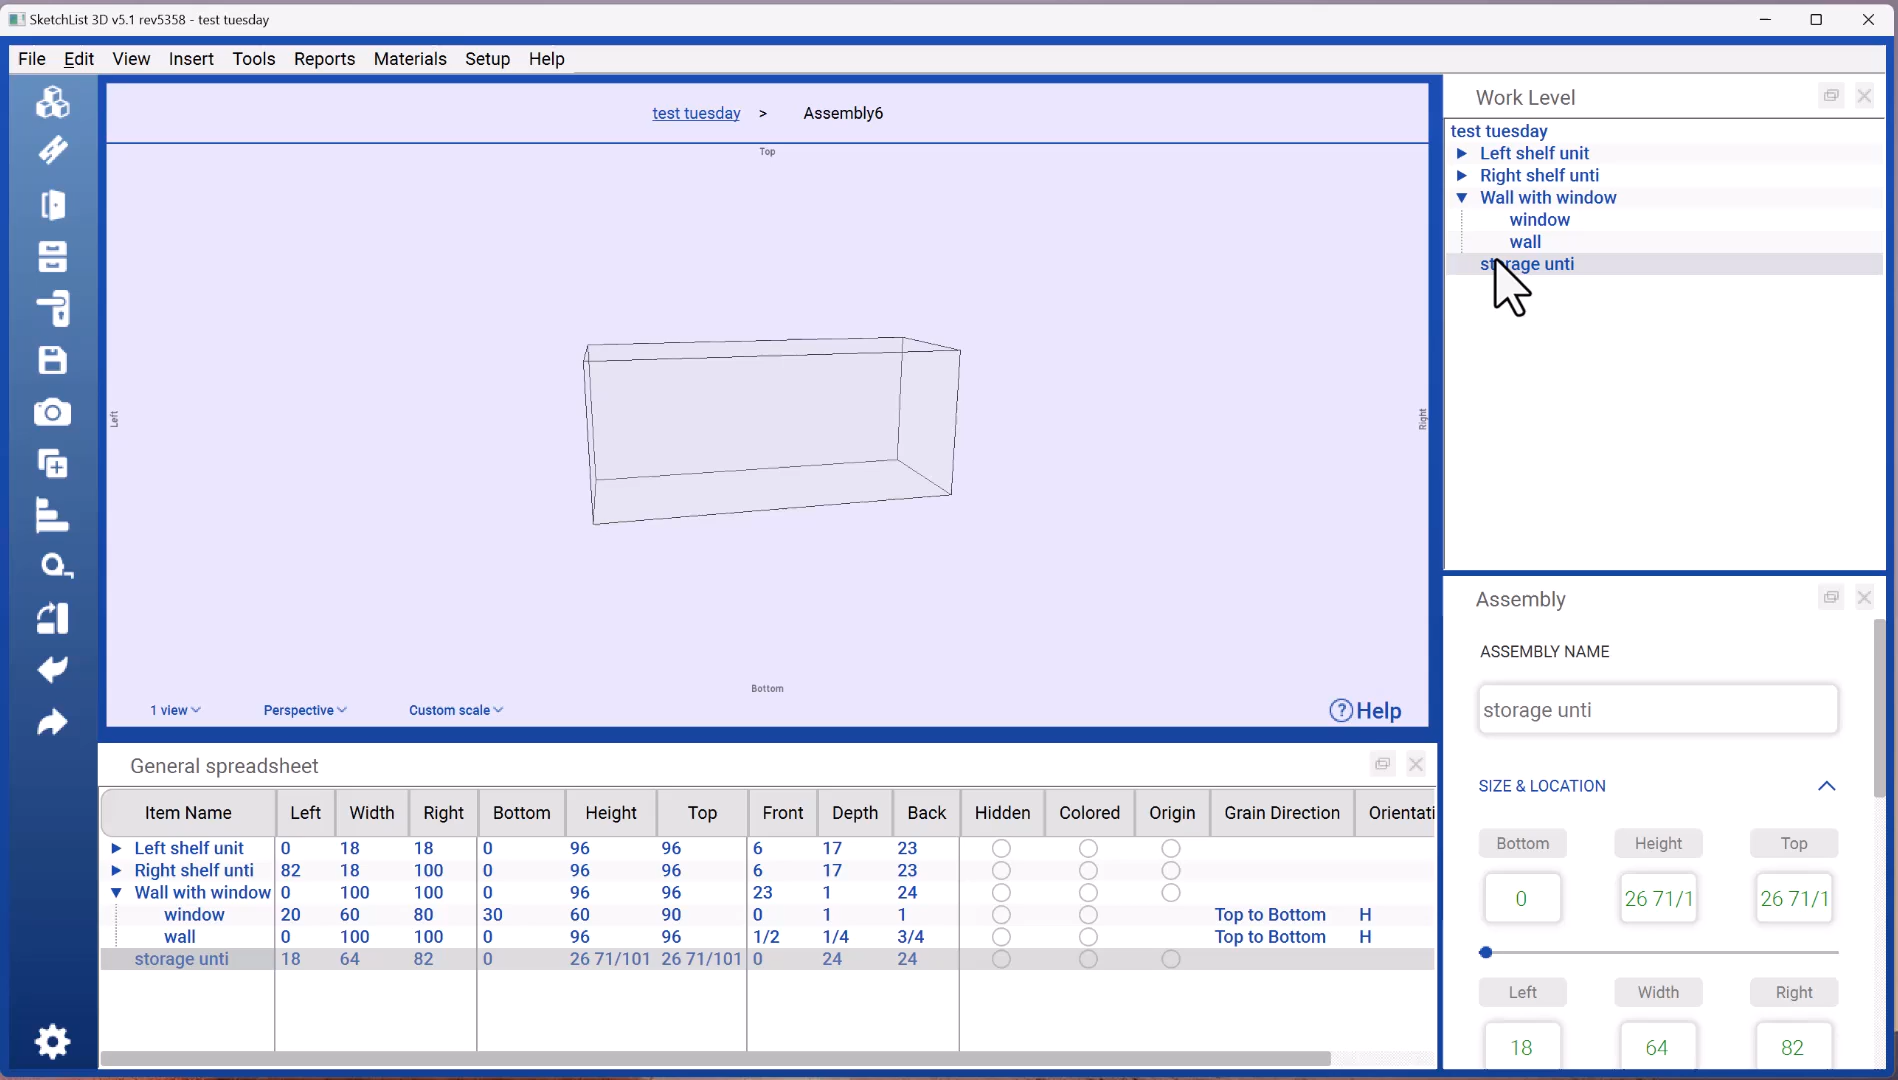 SketchList 3D v5.1 rev5358 - test tuesday
File Edit View Insert Tools Reports Materials Setup Help
test tuesday > Assembly6
Top
Left
Right
Bottom
1 view
Perspective
Custom scale
? Help
Work Level
test tuesday
Left shelf unit
Right shelf unti
Wall with window
window
wall
storage unti
Assembly
ASSEMBLY NAME
storage unti
SIZE & LOCATION
Bottom Height Top
0 26 71/1 26 71/1
Left Width Right
18 64 82
General spreadsheet
Item Name Left Width Right Bottom Height Top Front Depth Back Hidden Colored Origin Grain Direction Orientati
Left shelf unit 0 18 18 0 96 96 6 17 23
Right shelf unti 82 18 100 0 96 96 6 17 23
Wall with window 0 100 100 0 96 96 23 1 24
window 20 60 80 30 60 90 0 1 1 Top to Bottom H
wall 0 100 100 0 96 96 1/2 1/4 3/4 Top to Bottom H
storage unti 18 64 82 0 26 71/101 26 71/101 0 24 24